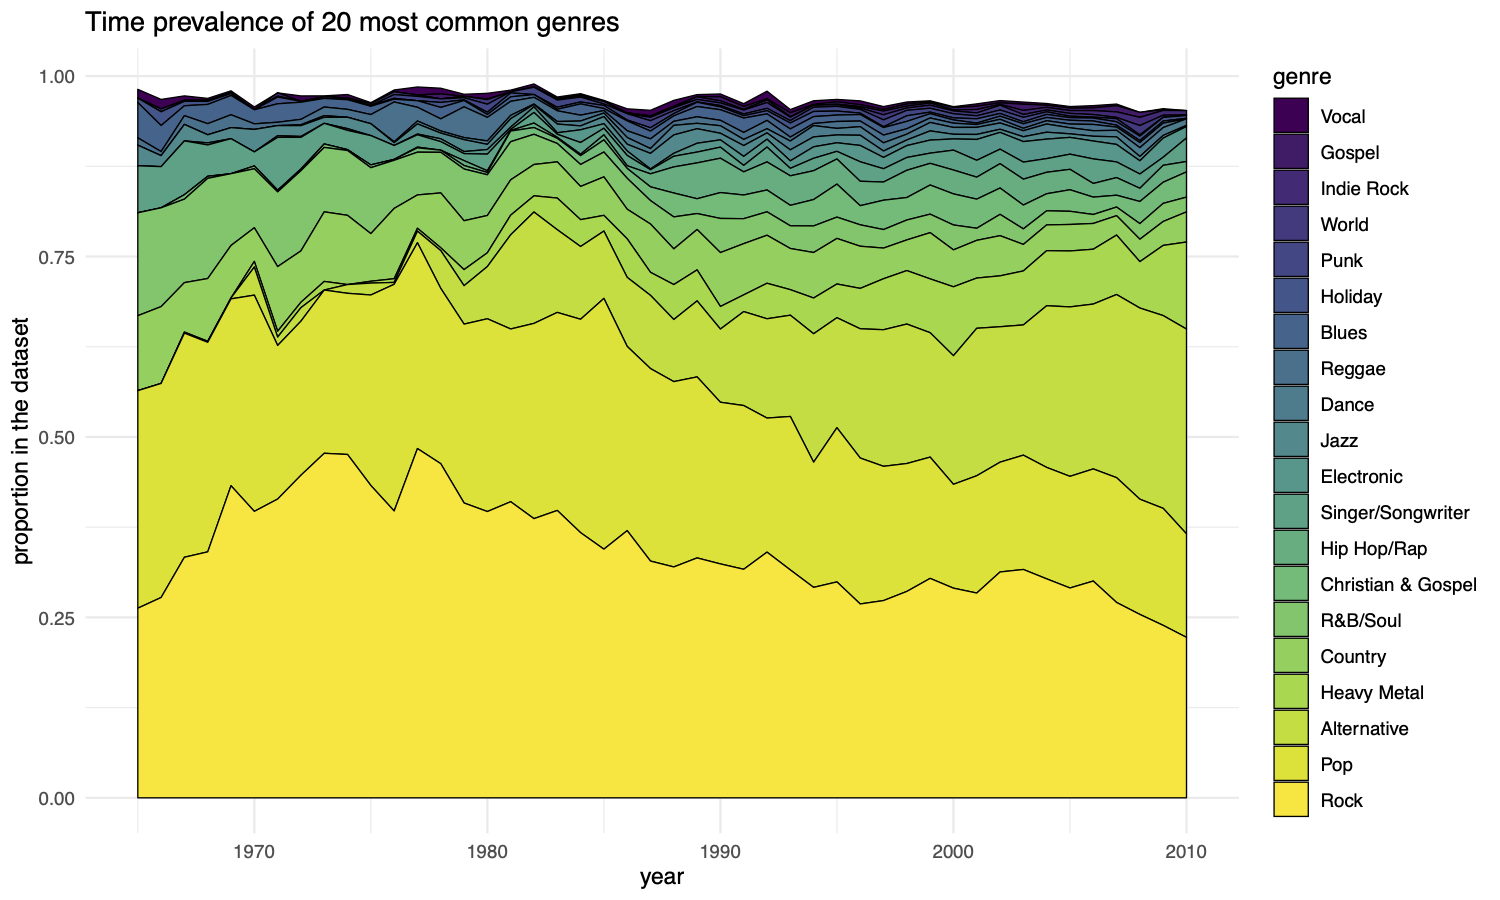 Time prevalence of 20 most common genres
1.00
0.75
0.50
0.25
0.00
proportion in the dataset
1970
1980
1990
2000
2010
year
genre
Vocal
Gospel
Indie Rock
World
Punk
Holiday
Blues
Reggae
Dance
Jazz
Electronic
Singer/Songwriter
Hip Hop/Rap
Christian & Gospel
R&B/Soul
Country
Heavy Metal
Alternative
Pop
Rock